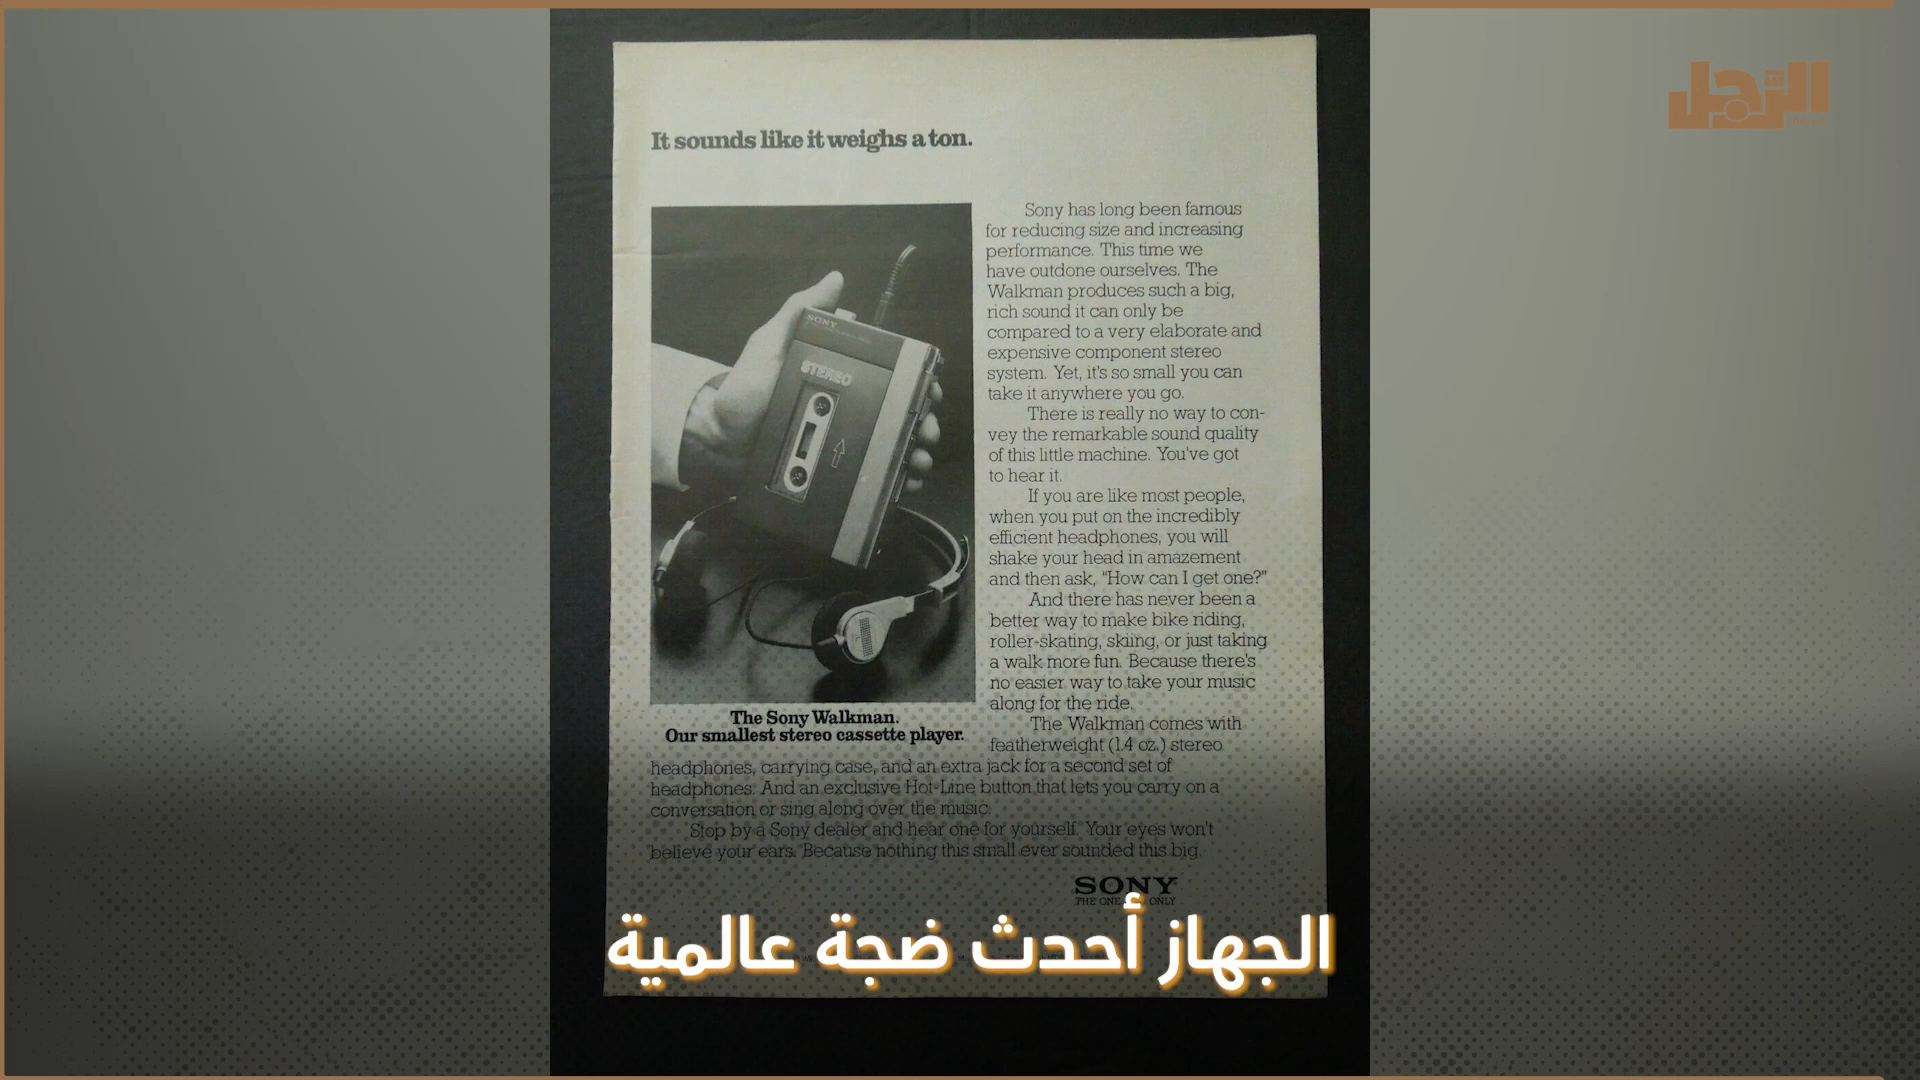 الرجل
It sounds like it weighs a ton.
SONY
STEREO
The Sony Walkman.
Our smallest stereo cassette player.
Sony has long been famous
for reducing size and increasing
performance. This time we
have outdone ourselves. The
Walkman produces such a big,
rich sound it can only be
compared to a very elaborate and
expensive component stereo
system. Yet, it's so small you can
take it anywhere you go.
There is really no way to con-
vey the remarkable sound quality
of this little machine. You've got
to hear it.
If you are like most people,
when you put on the incredibly
efficient headphones, you will
shake your head in amazement
and then ask, "How can I get one?"
And there has never been a
better way to make bike riding,
roller-skating, skiing, or just taking
a walk more fun. Because there's
no easier way to take your music
along for the ride.
The Walkman comes with
featherweight (1.4 oz.) stereo
headphones, carrying case, and an extra jack for a second set of
headphones. And an exclusive Hot-Line button that lets you carry on a
conversation or sing along over the music.
Stop by a Sony dealer and hear one for yourself. Your eyes won't
believe your ears. Because nothing this small ever sounded this big.
SONY
THE ONE ONLY
الجهاز أحدث ضجة عالمية